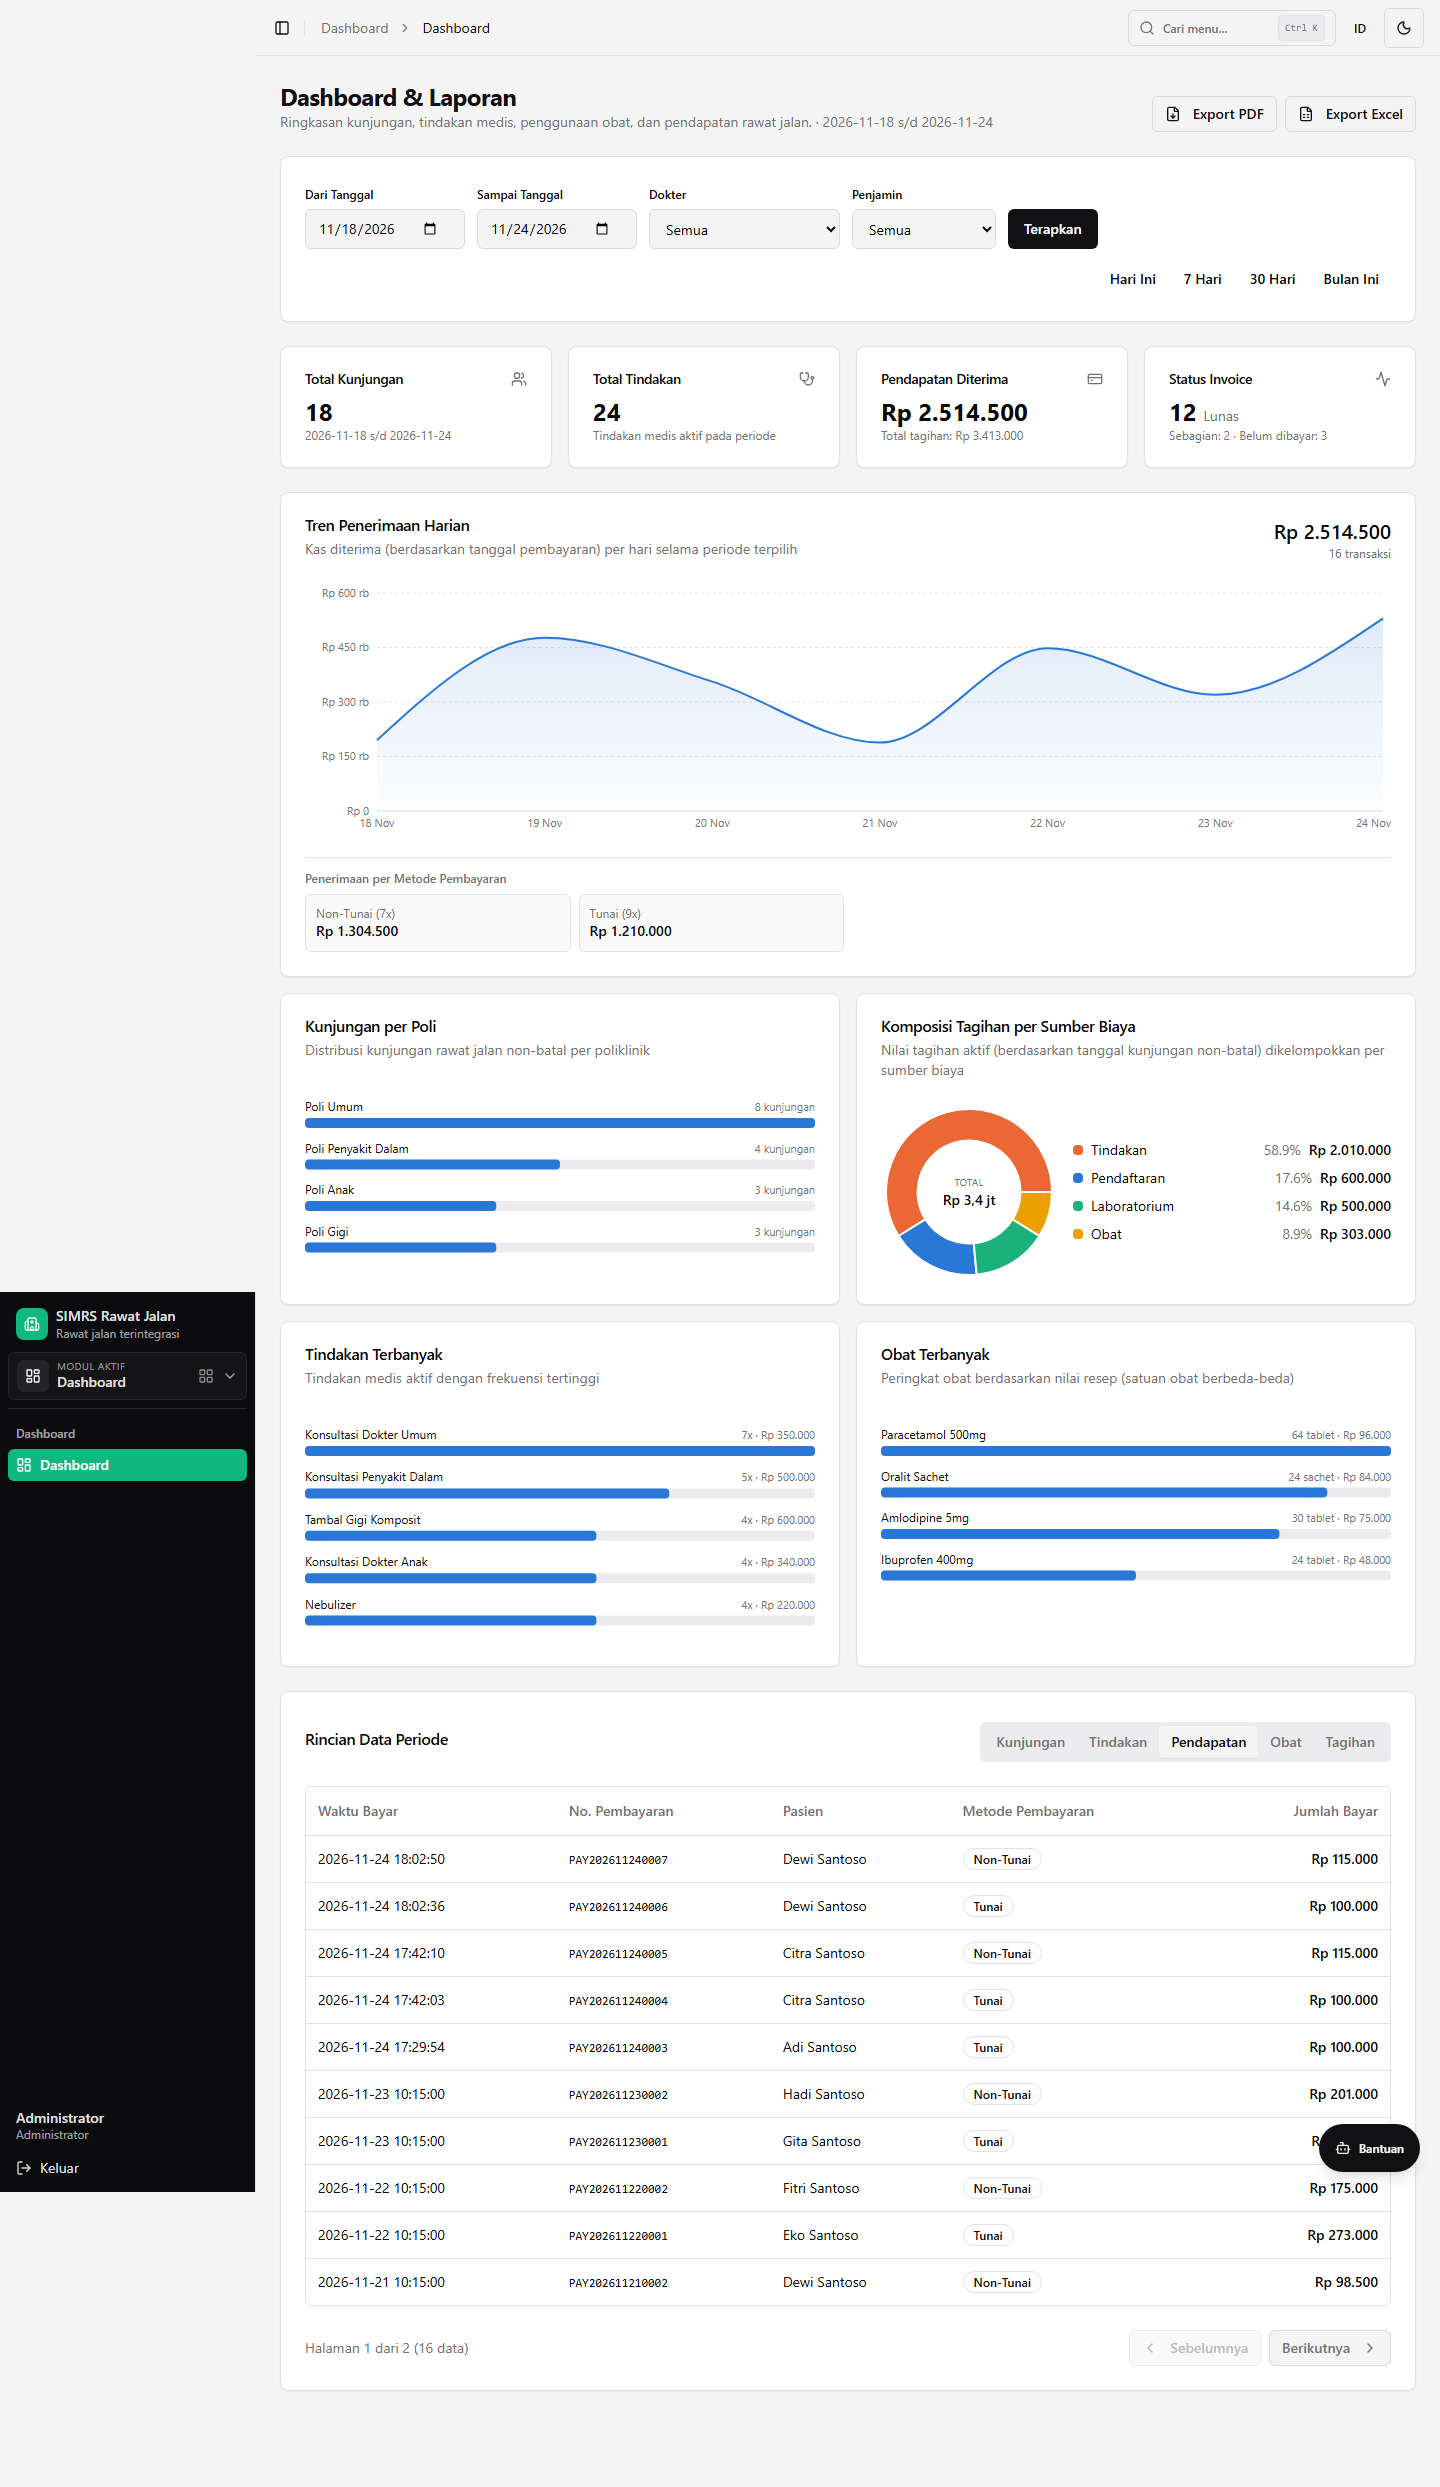 Dashboard > Dashboard
Cari menu... Ctrl K ID
Dashboard & Laporan
Ringkasan kunjungan, tindakan medis, penggunaan obat, dan pendapatan rawat jalan. · 2026-11-18 s/d 2026-11-24
Export PDF Export Excel
Dari Tanggal Sampai Tanggal Dokter Penjamin
11/18/2026 11/24/2026 Semua Semua Terapkan
Hari Ini 7 Hari 30 Hari Bulan Ini
Total Kunjungan
18
2026-11-18 s/d 2026-11-24
Total Tindakan
24
Tindakan medis aktif pada periode
Pendapatan Diterima
Rp 2.514.500
Total tagihan: Rp 3.413.000
Status Invoice
12 Lunas
Sebagian: 2 · Belum dibayar: 3
Tren Penerimaan Harian
Kas diterima (berdasarkan tanggal pembayaran) per hari selama periode terpilih
Rp 2.514.500
16 transaksi
Rp 600 rb
Rp 450 rb
Rp 300 rb
Rp 150 rb
Rp 0
18 Nov 19 Nov 20 Nov 21 Nov 22 Nov 23 Nov 24 Nov
Penerimaan per Metode Pembayaran
Non-Tunai (7x)
Rp 1.304.500
Tunai (9x)
Rp 1.210.000
Kunjungan per Poli
Distribusi kunjungan rawat jalan non-batal per poliklinik
Poli Umum 8 kunjungan
Poli Penyakit Dalam 4 kunjungan
Poli Anak 3 kunjungan
Poli Gigi 3 kunjungan
Komposisi Tagihan per Sumber Biaya
Nilai tagihan aktif (berdasarkan tanggal kunjungan non-batal) dikelompokkan per
sumber biaya
TOTAL
Rp 3,4 jt
Tindakan 58.9% Rp 2.010.000
Pendaftaran 17.6% Rp 600.000
Laboratorium 14.6% Rp 500.000
Obat 8.9% Rp 303.000
SIMRS Rawat Jalan
Rawat jalan terintegrasi
MODUL AKTIF
Dashboard
Dashboard
Dashboard
Administrator
Administrator
Keluar
Tindakan Terbanyak
Tindakan medis aktif dengan frekuensi tertinggi
Konsultasi Dokter Umum 7x · Rp 350.000
Konsultasi Penyakit Dalam 5x · Rp 500.000
Tambal Gigi Komposit 4x · Rp 600.000
Konsultasi Dokter Anak 4x · Rp 340.000
Nebulizer 4x · Rp 220.000
Obat Terbanyak
Peringkat obat berdasarkan nilai resep (satuan obat berbeda-beda)
Paracetamol 500mg 64 tablet · Rp 96.000
Oralit Sachet 24 sachet · Rp 84.000
Amlodipine 5mg 30 tablet · Rp 75.000
Ibuprofen 400mg 24 tablet · Rp 48.000
Rincian Data Periode
Kunjungan Tindakan Pendapatan Obat Tagihan
Waktu Bayar No. Pembayaran Pasien Metode Pembayaran Jumlah Bayar
2026-11-24 18:02:50 PAY202611240007 Dewi Santoso Non-Tunai Rp 115.000
2026-11-24 18:02:36 PAY202611240006 Dewi Santoso Tunai Rp 100.000
2026-11-24 17:42:10 PAY202611240005 Citra Santoso Non-Tunai Rp 115.000
2026-11-24 17:42:03 PAY202611240004 Citra Santoso Tunai Rp 100.000
2026-11-24 17:29:54 PAY202611240003 Adi Santoso Tunai Rp 100.000
2026-11-23 10:15:00 PAY202611230002 Hadi Santoso Non-Tunai Rp 201.000
2026-11-23 10:15:00 PAY202611230001 Gita Santoso Tunai
Bantuan
2026-11-22 10:15:00 PAY202611220002 Fitri Santoso Non-Tunai Rp 175.000
2026-11-22 10:15:00 PAY202611220001 Eko Santoso Tunai Rp 273.000
2026-11-21 10:15:00 PAY202611210002 Dewi Santoso Non-Tunai Rp 98.500
Halaman 1 dari 2 (16 data)
Sebelumnya Berikutnya